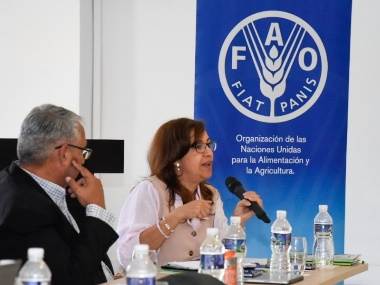 F A O
FIAT PANIS
Organización de las
Naciones Unidas
para la Alimentación y
la Agricultura.